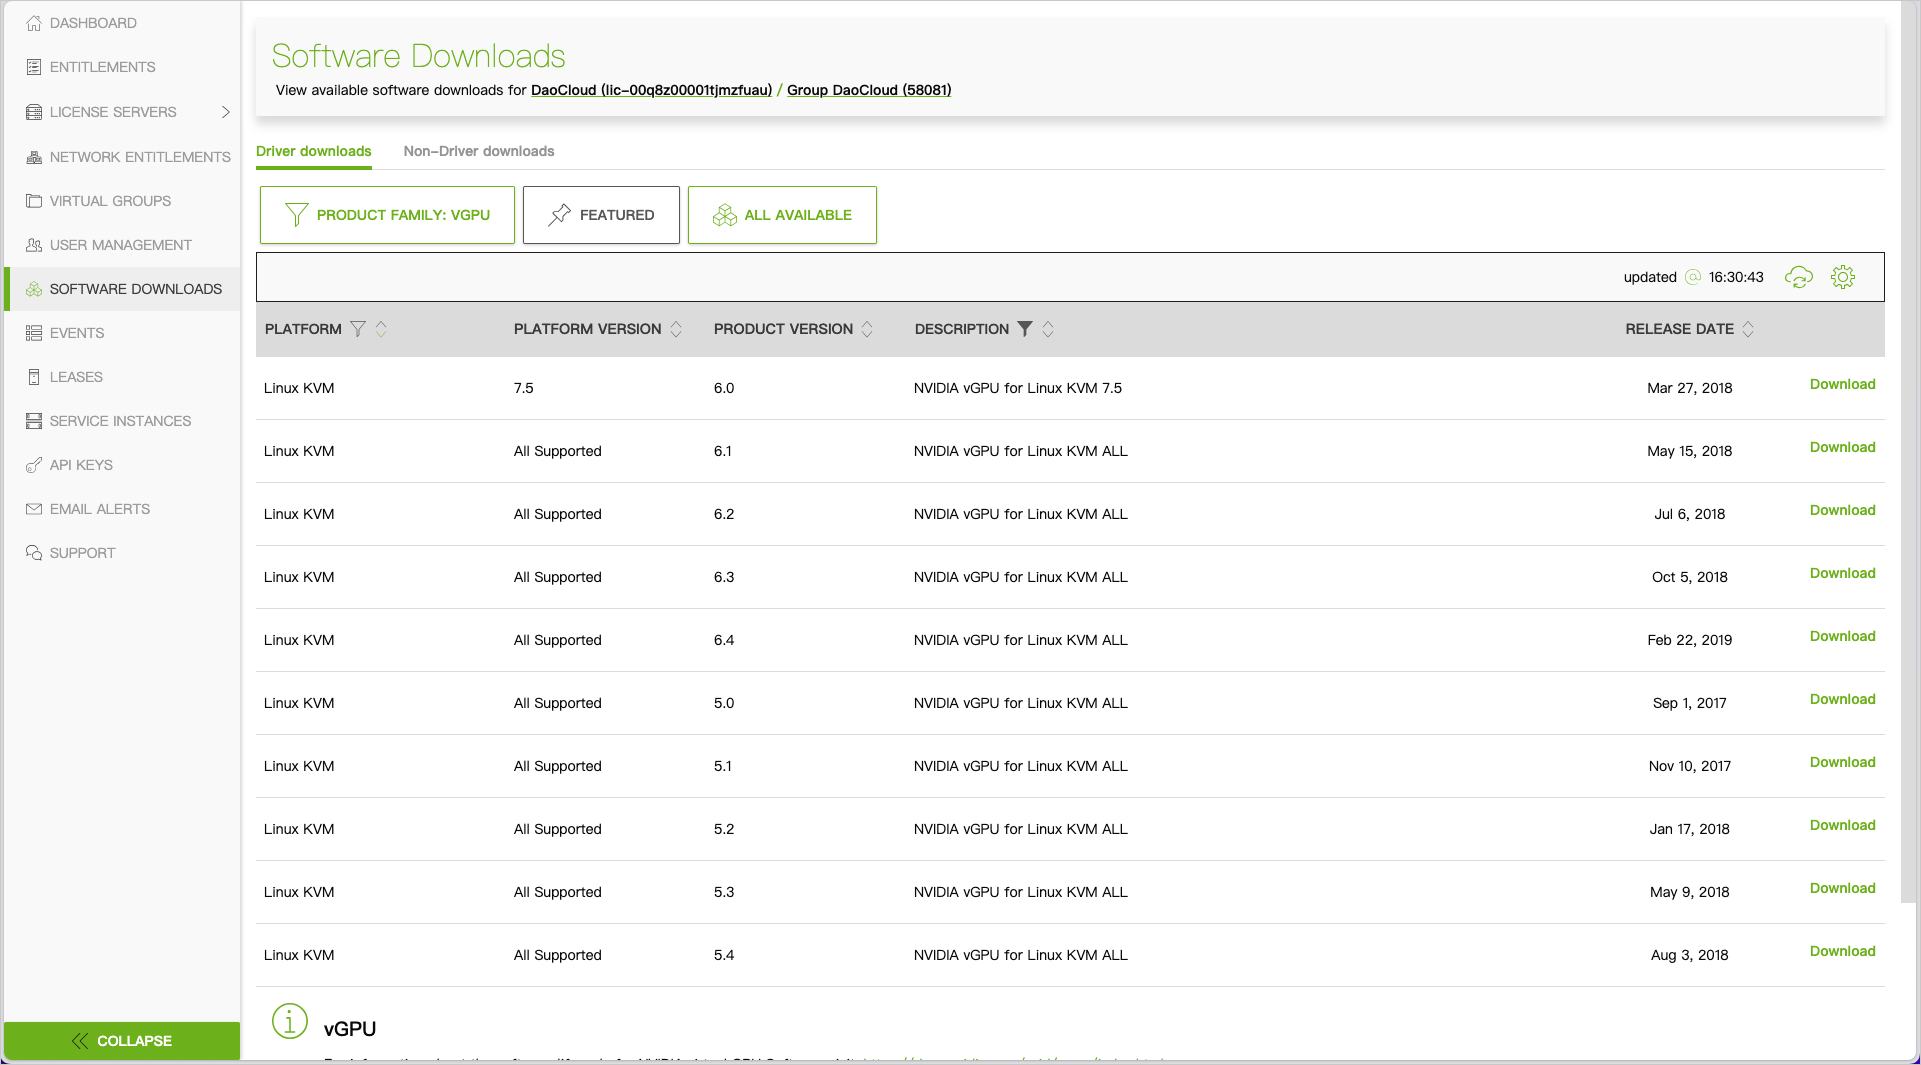 DASHBOARD
ENTITLEMENTS
LICENSE SERVERS
NETWORK ENTITLEMENTS
VIRTUAL GROUPS
USER MANAGEMENT
SOFTWARE DOWNLOADS
EVENTS
LEASES
SERVICE INSTANCES
API KEYS
EMAIL ALERTS
SUPPORT
COLLAPSE
Software Downloads
View available software downloads for DaoCloud (lic-00q8z00001tjmzfuau) / Group DaoCloud (58081)
Driver downloads Non-Driver downloads
PRODUCT FAMILY: VGPU FEATURED ALL AVAILABLE
updated @ 16:30:43
PLATFORM PLATFORM VERSION PRODUCT VERSION DESCRIPTION RELEASE DATE
Linux KVM 7.5 6.0 NVIDIA vGPU for Linux KVM 7.5 Mar 27, 2018 Download
Linux KVM All Supported 6.1 NVIDIA vGPU for Linux KVM ALL May 15, 2018 Download
Linux KVM All Supported 6.2 NVIDIA vGPU for Linux KVM ALL Jul 6, 2018 Download
Linux KVM All Supported 6.3 NVIDIA vGPU for Linux KVM ALL Oct 5, 2018 Download
Linux KVM All Supported 6.4 NVIDIA vGPU for Linux KVM ALL Feb 22, 2019 Download
Linux KVM All Supported 5.0 NVIDIA vGPU for Linux KVM ALL Sep 1, 2017 Download
Linux KVM All Supported 5.1 NVIDIA vGPU for Linux KVM ALL Nov 10, 2017 Download
Linux KVM All Supported 5.2 NVIDIA vGPU for Linux KVM ALL Jan 17, 2018 Download
Linux KVM All Supported 5.3 NVIDIA vGPU for Linux KVM ALL May 9, 2018 Download
Linux KVM All Supported 5.4 NVIDIA vGPU for Linux KVM ALL Aug 3, 2018 Download
vGPU